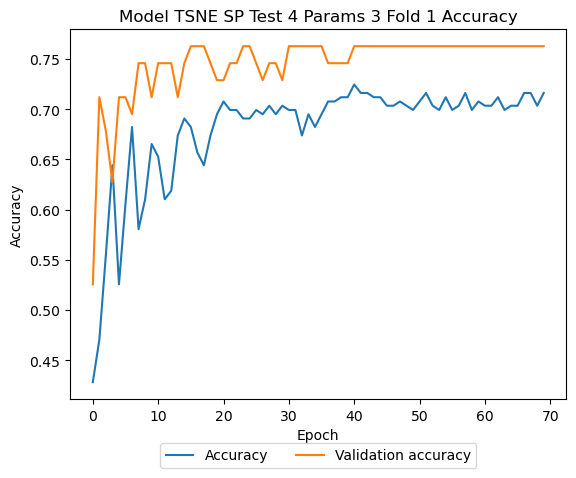 Model TSNE SP Test 4 Params 3 Fold 1 Accuracy
0.75
0.70
0.65
0.60
0.55
0.50
0.45
Accuracy
0 10 20 30 40 50 60 70
Epoch
Accuracy Validation accuracy